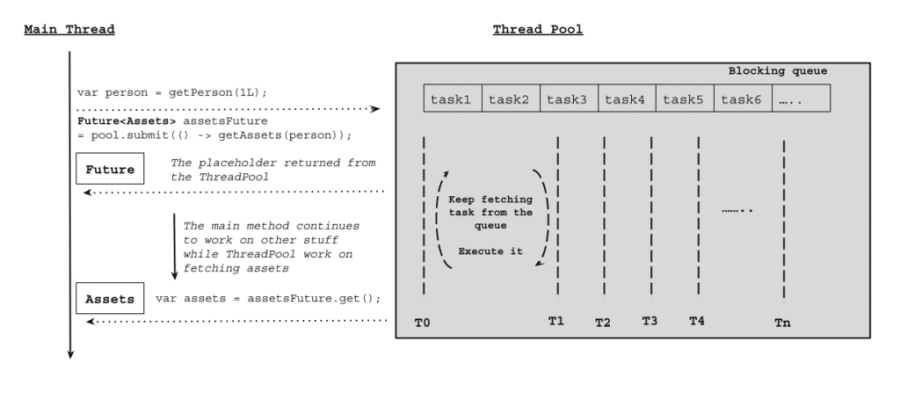 Main Thread
Thread Pool
Blocking queue
var person = getPerson(1L);
task1 task2 task3 task4 task5 task6 …..
Future<Assets> assetsFuture
= pool.submit(() -> getAssets(person));
Future
The placeholder returned from
the ThreadPool
Keep fetching
task from the
queue
Execute it
……..
The main method continues
to work on other stuff
while ThreadPool work on
fetching assets
Assets
var assets = assetsFuture.get();
T0 T1 T2 T3 T4 Tn